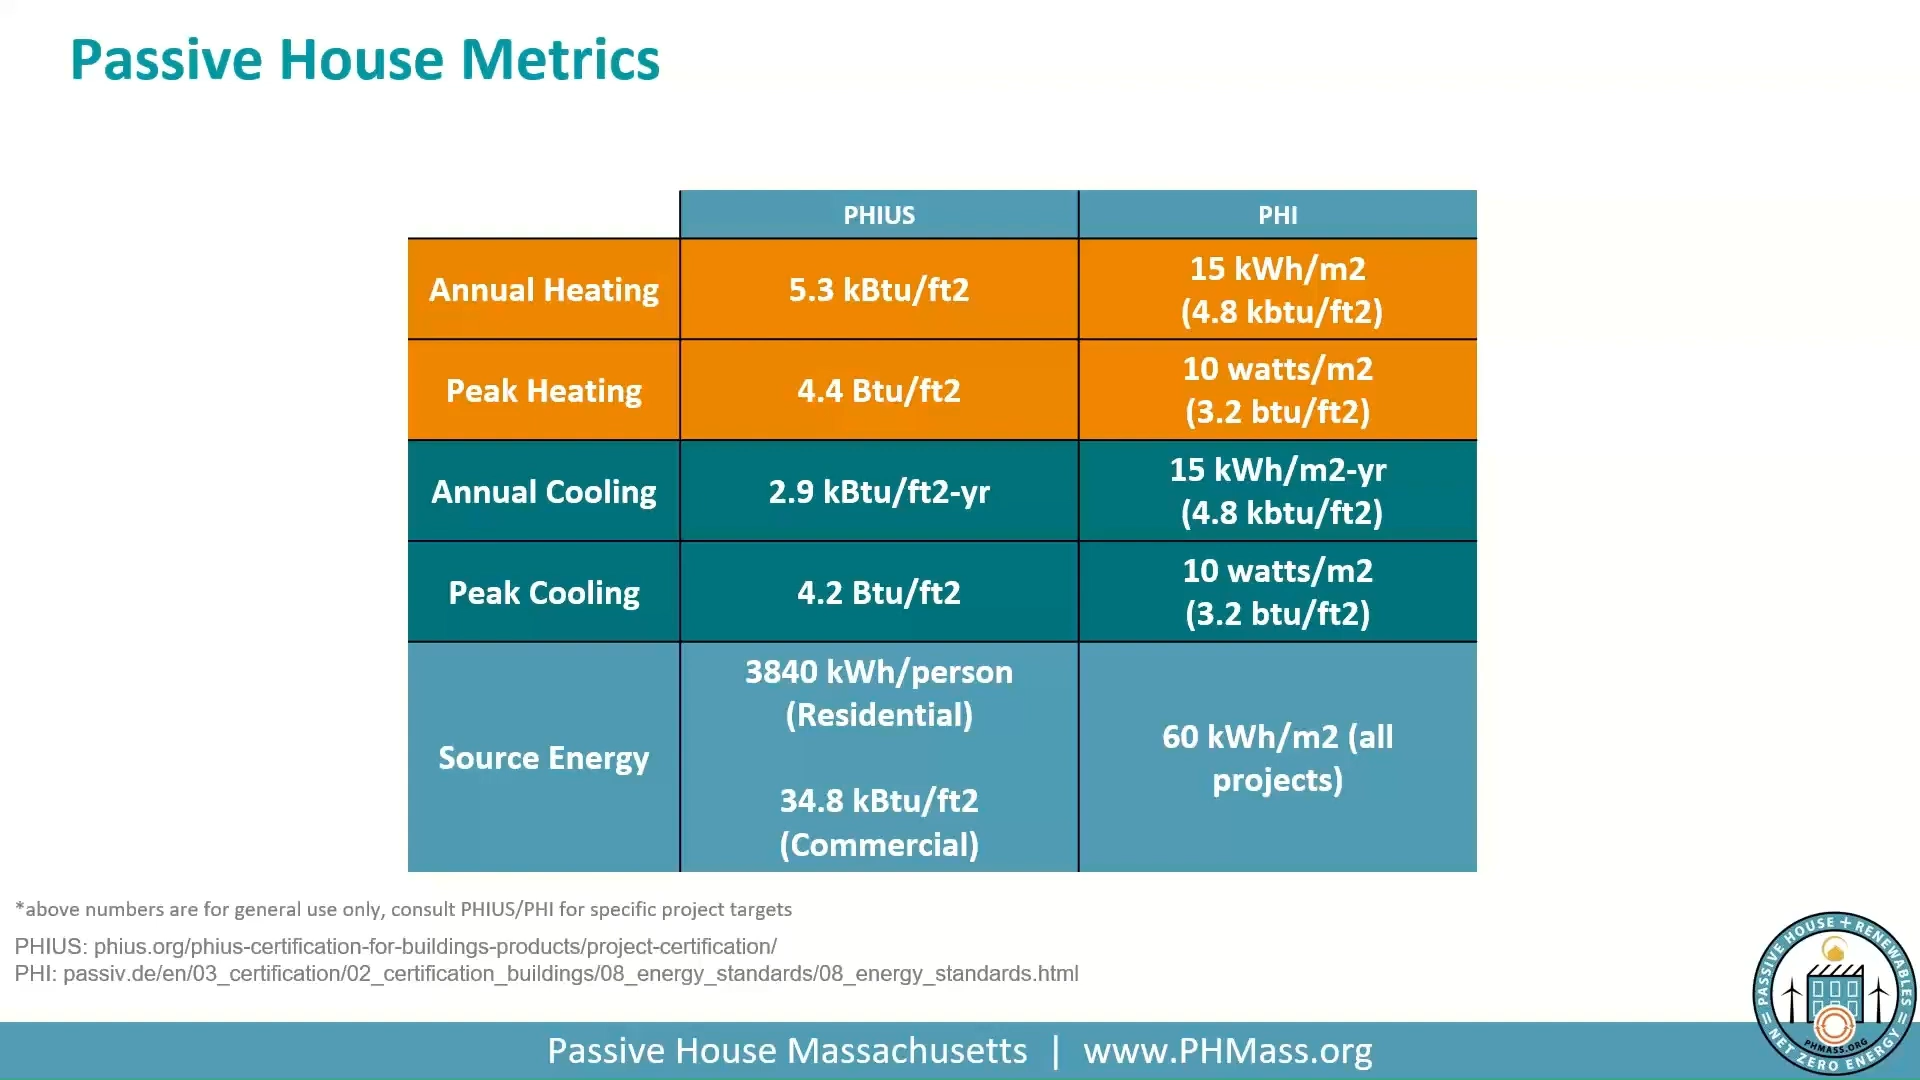 Passive House Metrics
PHIUS
PHI
Annual Heating
5.3 kBtu/ft2
15 kWh/m2
(4.8 kbtu/ft2)
Peak Heating
4.4 Btu/ft2
10 watts/m2
(3.2 btu/ft2)
Annual Cooling
2.9 kBtu/ft2-yr
15 kWh/m2-yr
(4.8 kbtu/ft2)
Peak Cooling
4.2 Btu/ft2
10 watts/m2
(3.2 btu/ft2)
Source Energy
3840 kWh/person
(Residential)
34.8 kBtu/ft2
(Commercial)
60 kWh/m2 (all
projects)
*above numbers are for general use only, consult PHIUS/PHI for specific project targets
PHIUS: phius.org/phius-certification-for-buildings-products/project-certification/
PHI: passiv.de/en/03_certification/02_certification_buildings/08_energy_standards/08_energy_standards.html
Passive House Massachusetts | www.PHMass.org
PASSIVE HOUSE + RENEWABLES
= NET ZERO ENERGY =
PHMASS.ORG